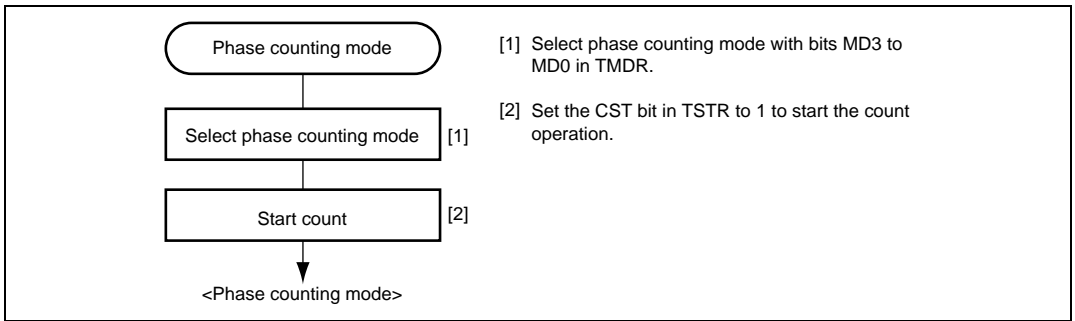 Phase counting mode
Select phase counting mode [1]
Start count [2]
<Phase counting mode>
[1] Select phase counting mode with bits MD3 to
MD0 in TMDR.
[2] Set the CST bit in TSTR to 1 to start the count
operation.